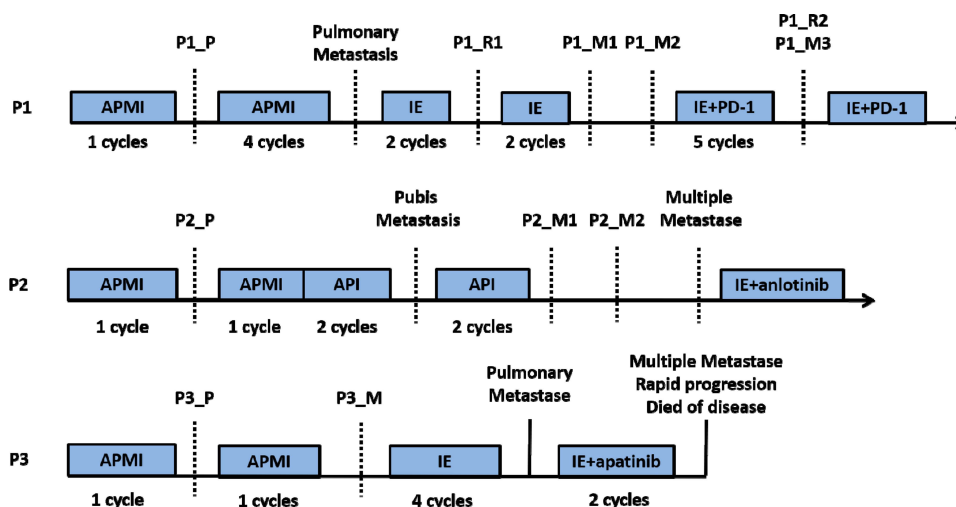 P1_R2
Pulmonary
P1_P Metastasis P1_R1 P1_M1 P1_M2 P1_M3
P1 APMI APMI IE IE IE+PD-1 IE+PD-1
1 cycles 4 cycles 2 cycles 2 cycles 5 cycles
Pubis Multiple
P2_P Metastasis P2_M1 P2_M2 Metastase
P2 APMI APMI API API IE+anlotinib
1 cycle 1 cycle 2 cycles 2 cycles
Multiple Metastase
Pulmonary Rapid progression
P3_P P3_M Metastase Died of disease
P3 APMI APMI IE IE+apatinib
1 cycle 1 cycles 4 cycles 2 cycles